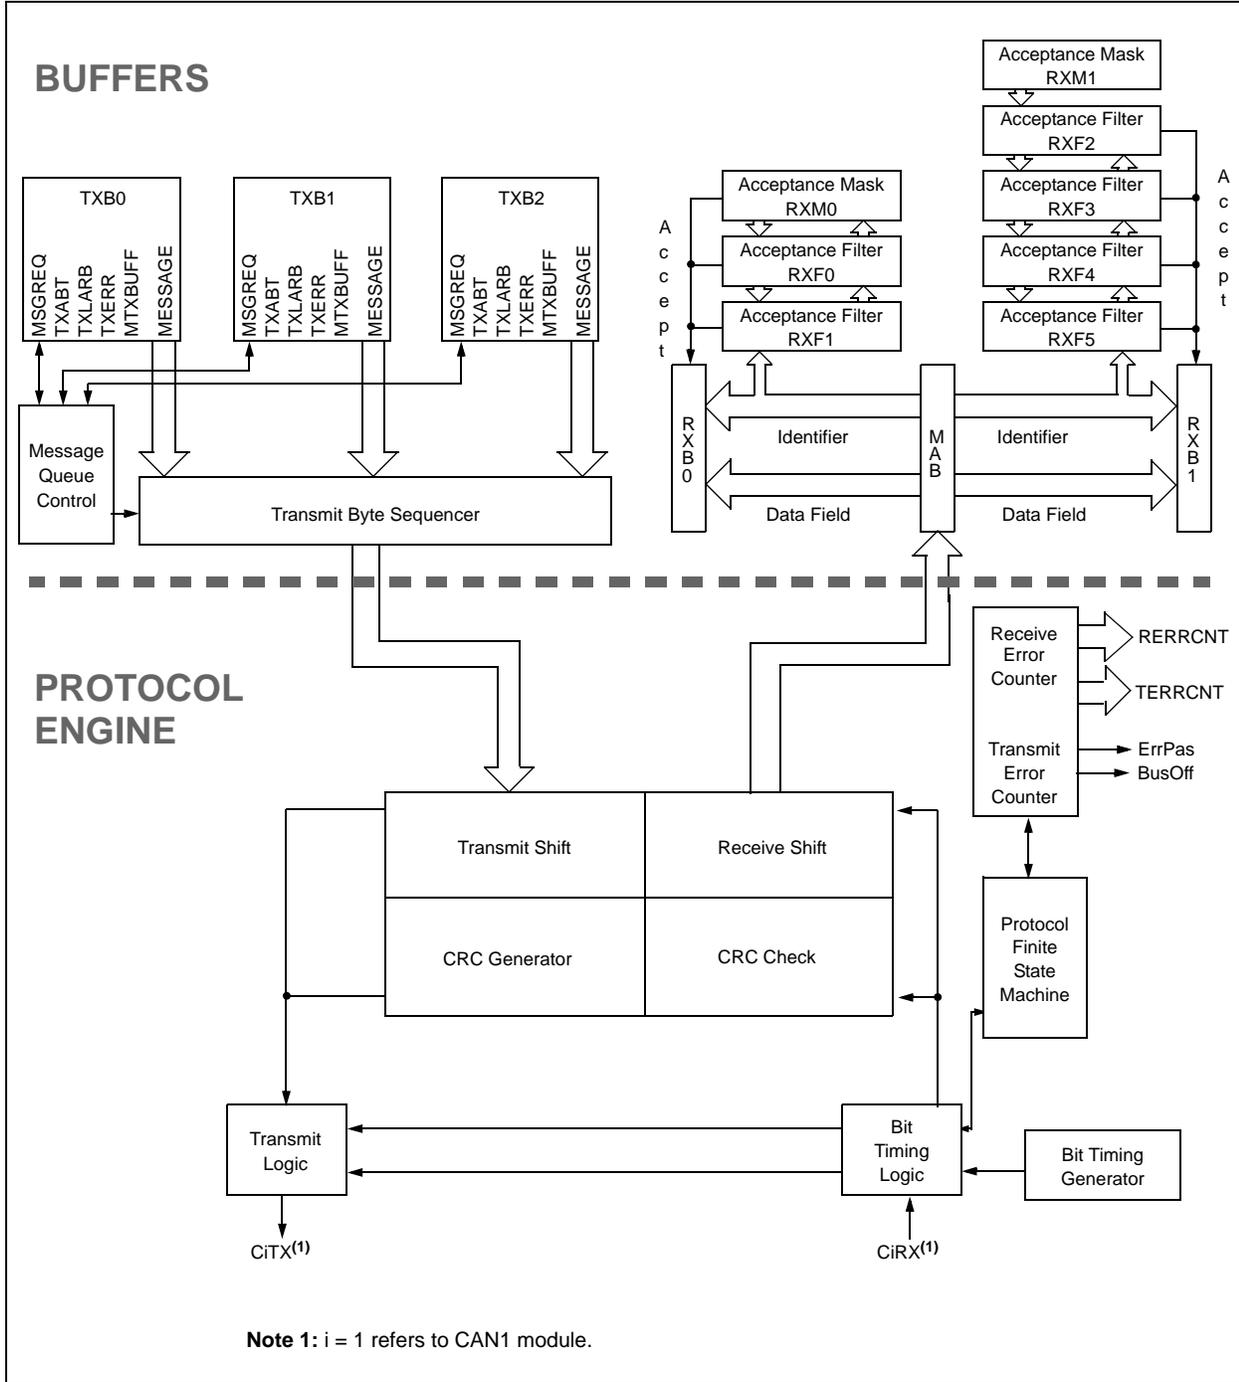 BUFFERS
Acceptance Mask
RXM1
Acceptance Filter
RXF2
Acceptance Filter
RXF3
Acceptance Filter
RXF4
Acceptance Filter
RXF5
Accept
Acceptance Mask
RXM0
Acceptance Filter
RXF0
Acceptance Filter
RXF1
Accept
TXB0
MSGREQ
TXABT
TXLARB
TXERR
MTXBUFF
MESSAGE
TXB1
MSGREQ
TXABT
TXLARB
TXERR
MTXBUFF
MESSAGE
TXB2
MSGREQ
TXABT
TXLARB
TXERR
MTXBUFF
MESSAGE
Message
Queue
Control
Transmit Byte Sequencer
RXB0
Identifier
Data Field
MAB
Identifier
Data Field
RXB1
PROTOCOL
ENGINE
Receive
Error
Counter
Transmit
Error
Counter
RERRCNT
TERRCNT
ErrPas
BusOff
Transmit Shift
Receive Shift
CRC Generator
CRC Check
Protocol
Finite
State
Machine
Transmit
Logic
Bit
Timing
Logic
Bit Timing
Generator
CiTX(1)
CiRX(1)
Note 1: i = 1 refers to CAN1 module.